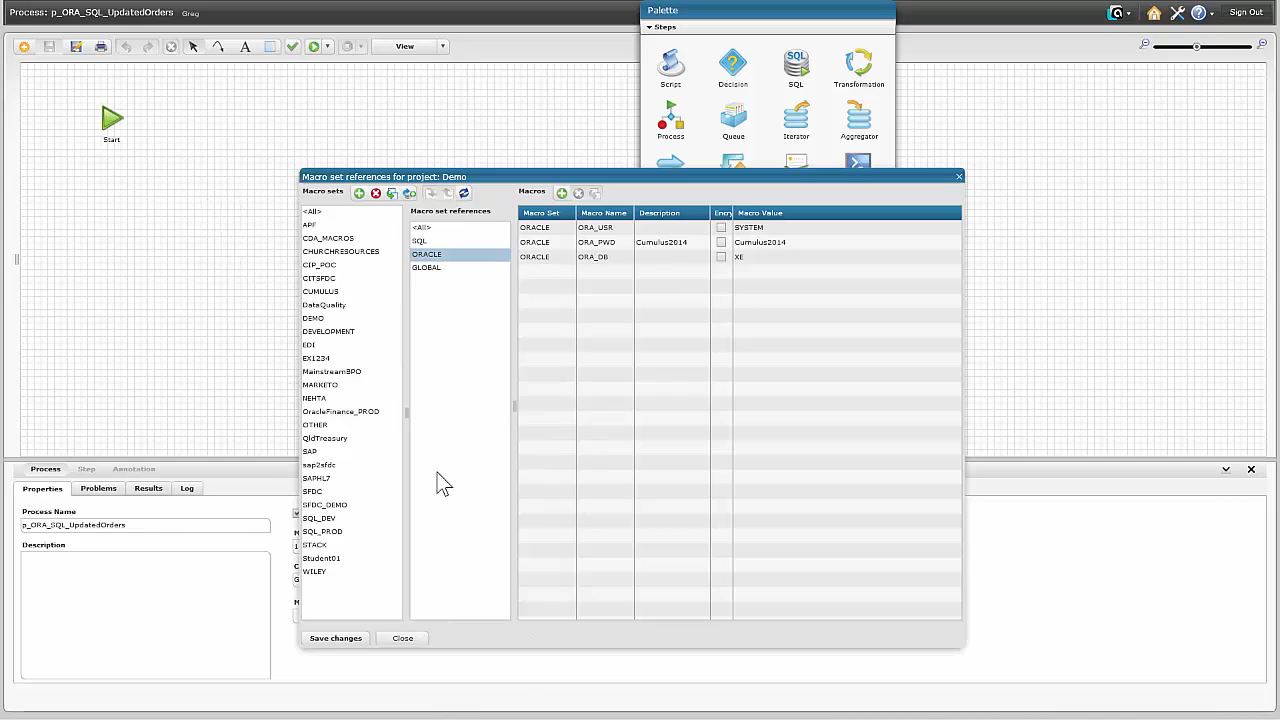 Process: p_ORA_SQL_UpdatedOrders Greg
Sign Out
Palette
Steps
View
Script Decision SQL Transformation
Process Queue Iterator Aggregator
Start
Macro set references for project: Demo
Macro sets
Macros
<All>
APF
CDA_MACROS
CHURCHRESOURCES
CIP_POC
CITSFDC
CUMULUS
DataQuality
DEMO
DEVELOPMENT
EDI
EX1234
MainstreamBPO
MARKETO
NEHTA
OracleFinance_PROD
OTHER
QldTreasury
SAP
sap2sfdc
SAPHL7
SFDC
SFDC_DEMO
SQL_DEV
SQL_PROD
STACK
Student01
WILEY
Macro set references
<All>
SQL
ORACLE
GLOBAL
Macro Set Macro Name Description Encry Macro Value
ORACLE ORA_USR SYSTEM
ORACLE ORA_PWD Cumulus2014 Cumulus2014
ORACLE ORA_DB XE
Save changes Close
Process Step Annotation
Properties Problems Results Log
Process Name
p_ORA_SQL_UpdatedOrders
Description